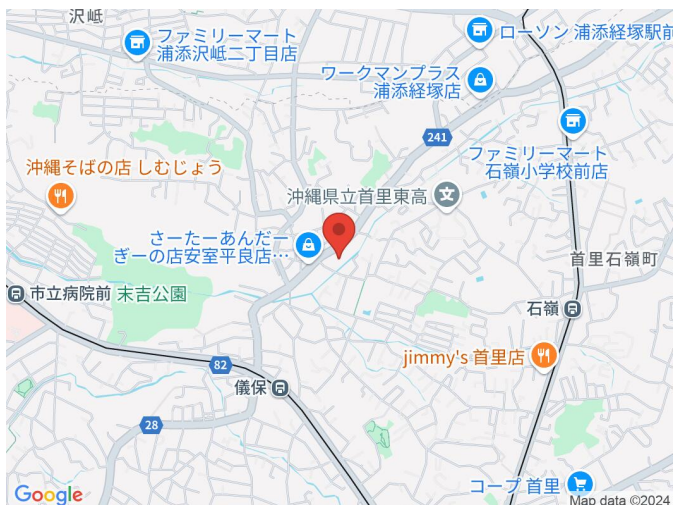 沢岻
ファミリーマート
浦添沢岻二丁目店
ローソン 浦添経塚駅前
ワークマンプラス
浦添経塚店
241
ファミリーマート
石嶺小学校前店
沖縄そばの店 しむじょう
沖縄県立首里東高
さーたーあんだー
ぎーの店安室平良店…
首里石嶺町
市立病院前
末吉公園
石嶺
jimmy's 首里店
82
儀保
28
コープ 首里
Google
Map data ©2024